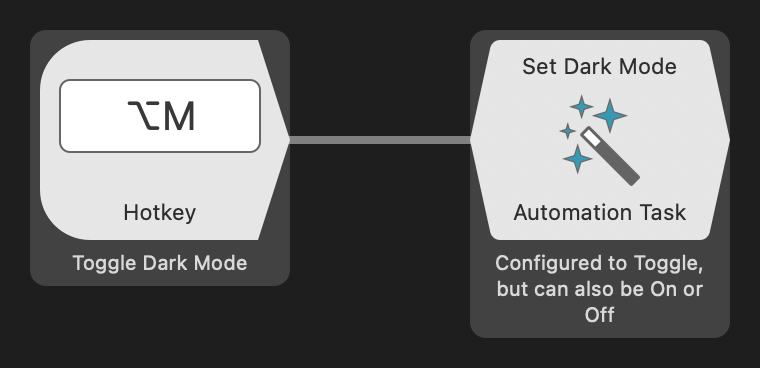 ⌥M
Hotkey
Toggle Dark Mode
Set Dark Mode
Automation Task
Configured to Toggle,
but can also be On or
Off